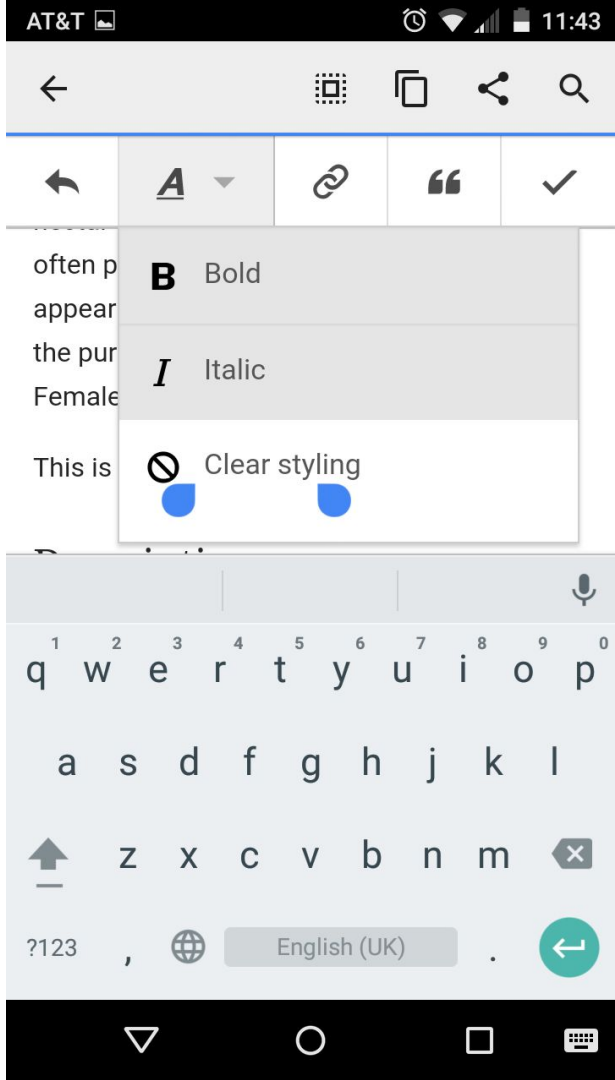 AT&T 11:43
A
often p
appear
the pur
Female
This is
B Bold
I Italic
Clear styling
1 2 3 4 5 6 7 8 9 0
q w e r t y u i o p
a s d f g h j k l
z x c v b n m
?123 , English (UK) .